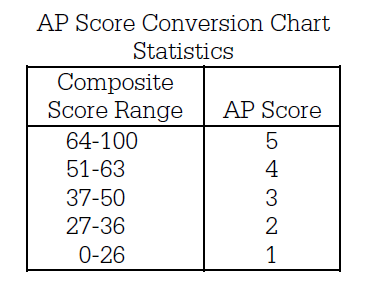 AP Score Conversion Chart
Statistics
Composite
Score Range AP Score
64-100 5
51-63 4
37-50 3
27-36 2
0-26 1